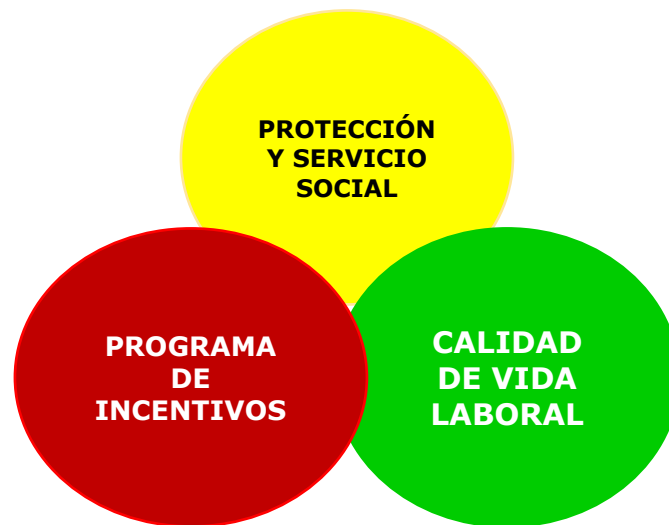 PROTECCIÓN
Y SERVICIO
SOCIAL
PROGRAMA
DE
INCENTIVOS
CALIDAD
DE VIDA
LABORAL